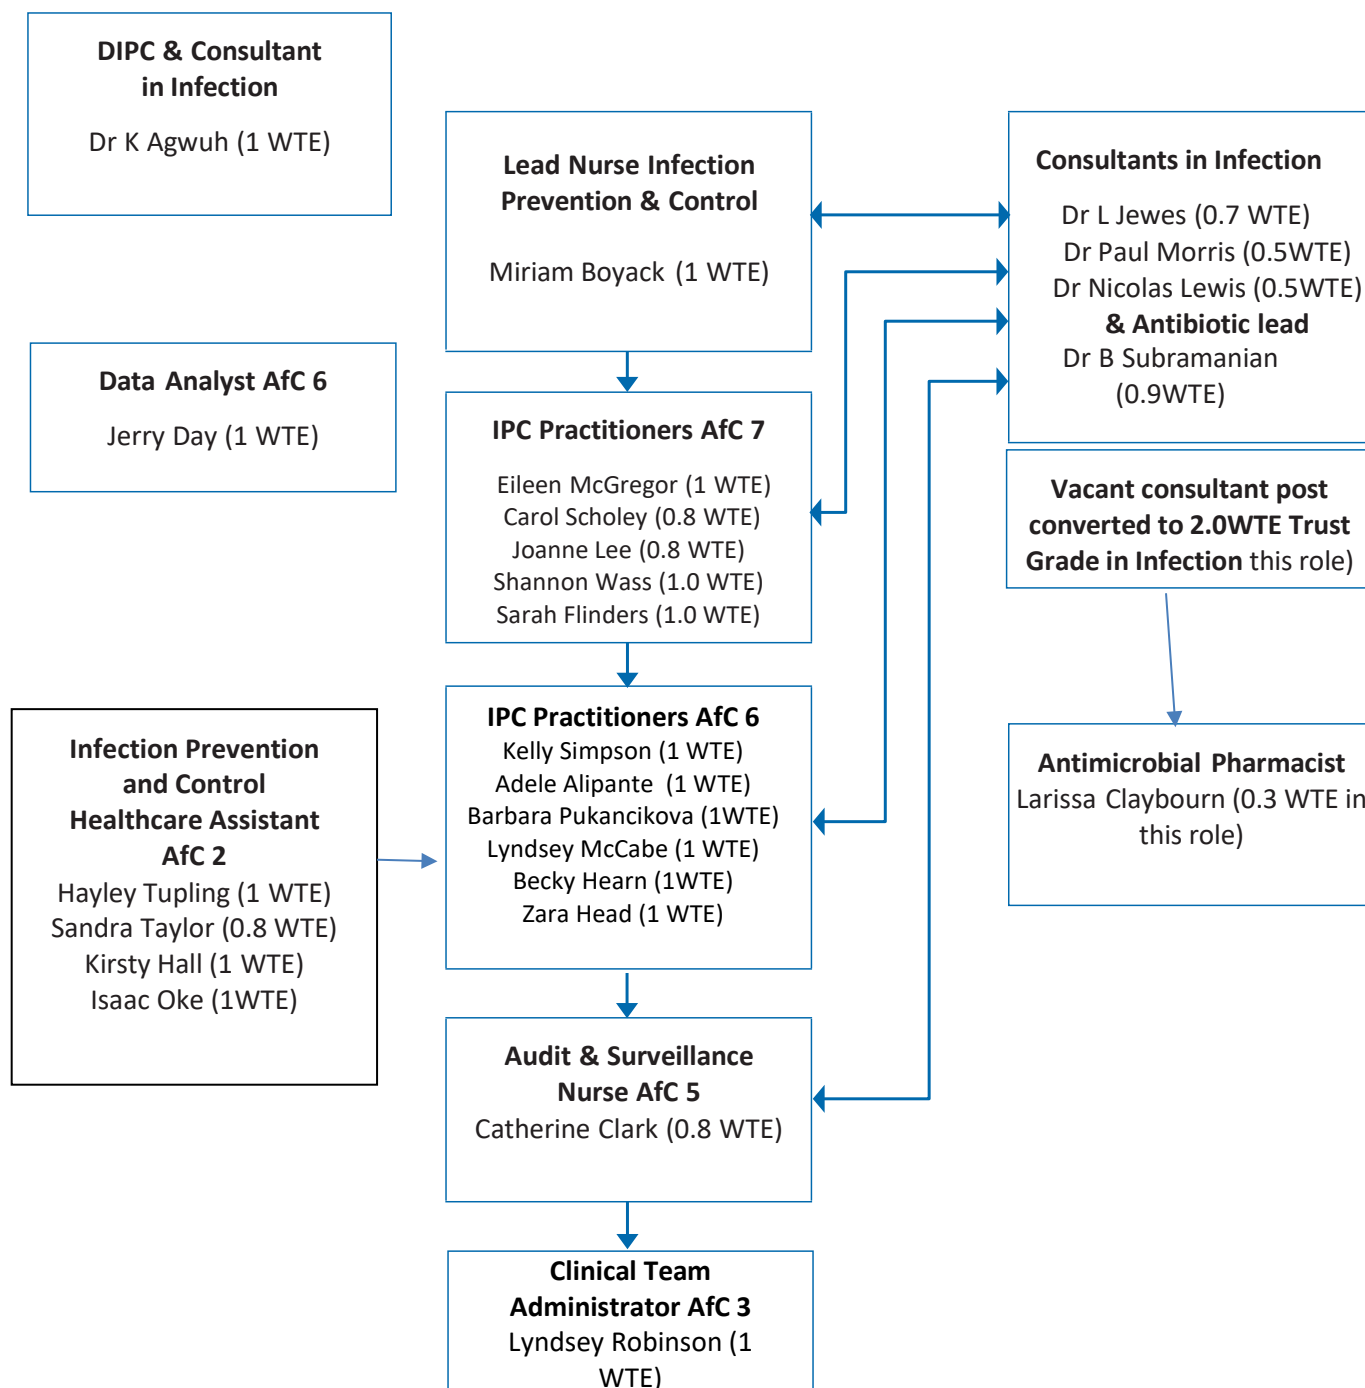 DIPC & Consultant
in Infection
Dr K Agwuh (1 WTE)
Lead Nurse Infection
Prevention & Control
Miriam Boyack (1 WTE)
Consultants in Infection
Dr L Jewes (0.7 WTE)
Dr Paul Morris (0.5WTE)
Dr Nicolas Lewis (0.5WTE)
& Antibiotic lead
Dr B Subramanian
(0.9WTE)
Data Analyst AfC 6
Jerry Day (1 WTE)
IPC Practitioners AfC 7
Eileen McGregor (1 WTE)
Carol Scholey (0.8 WTE)
Joanne Lee (0.8 WTE)
Shannon Wass (1.0 WTE)
Sarah Flinders (1.0 WTE)
Vacant consultant post
converted to 2.0WTE Trust
Grade in Infection this role)
Infection Prevention
and Control
Healthcare Assistant
AfC 2
Hayley Tupling (1 WTE)
Sandra Taylor (0.8 WTE)
Kirsty Hall (1 WTE)
Isaac Oke (1WTE)
IPC Practitioners AfC 6
Kelly Simpson (1 WTE)
Adele Alipante (1 WTE)
Barbara Pukancikova (1WTE)
Lyndsey McCabe (1 WTE)
Becky Hearn (1WTE)
Zara Head (1 WTE)
Antimicrobial Pharmacist
Larissa Claybourn (0.3 WTE in
this role)
Audit & Surveillance
Nurse AfC 5
Catherine Clark (0.8 WTE)
Clinical Team
Administrator AfC 3
Lyndsey Robinson (1
WTE)